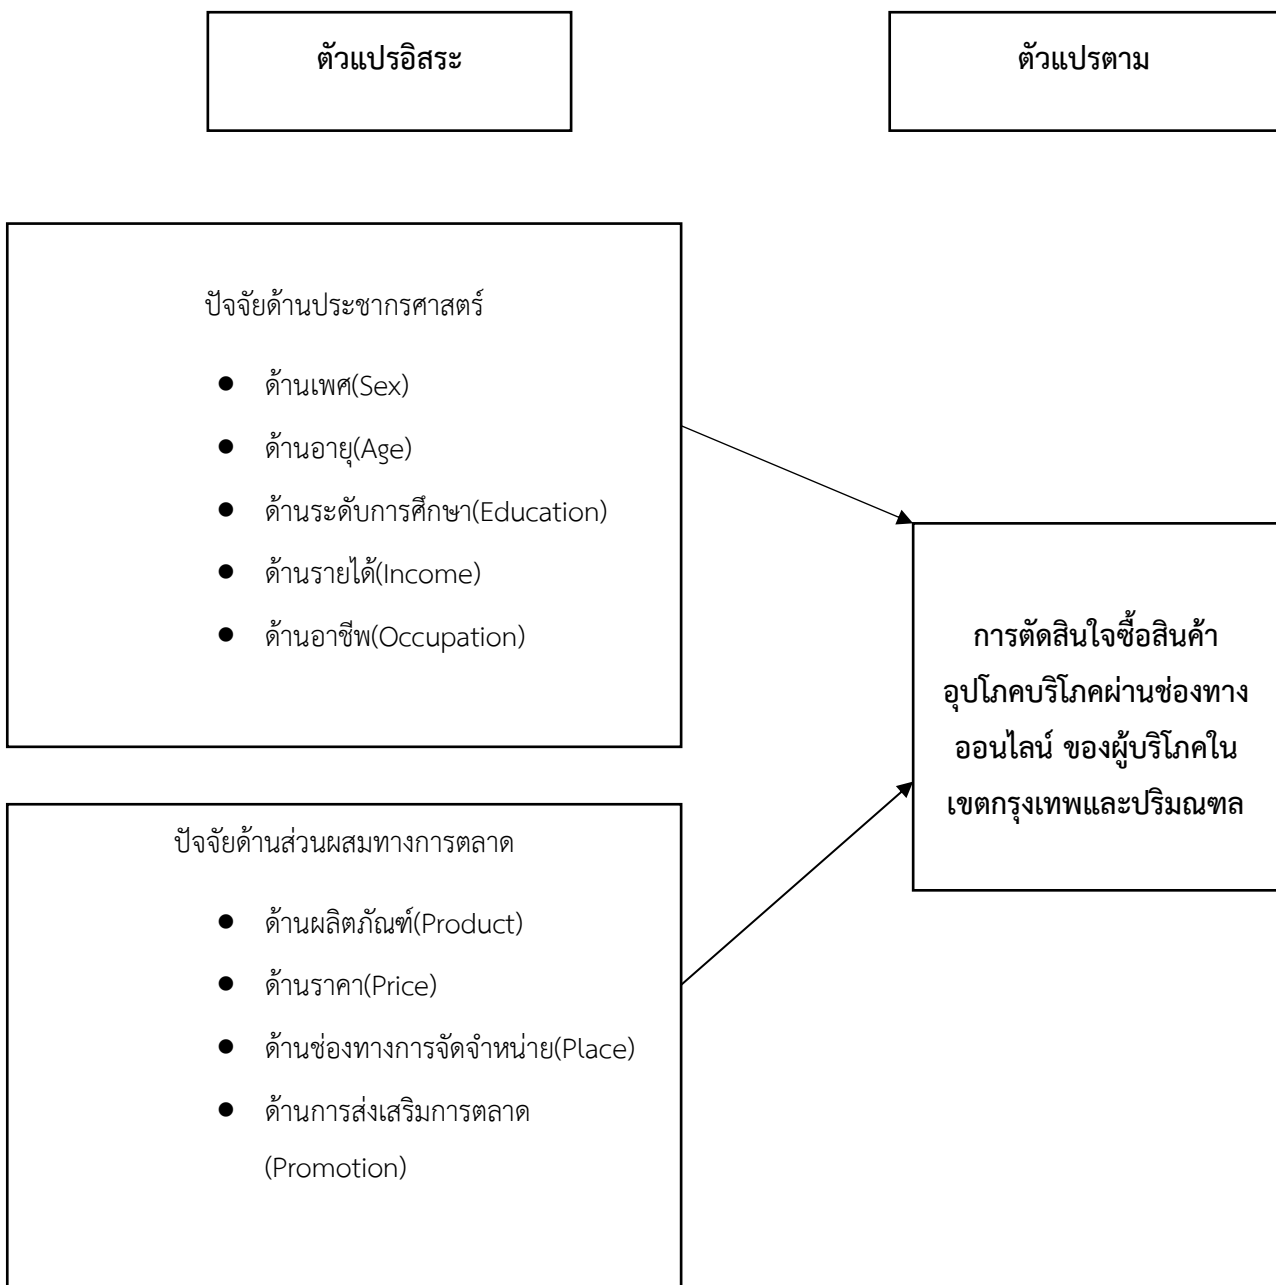 ตัวแปรอิสระ
ตัวแปรตาม
ปัจจัยด้านประชากรศาสตร์
● ด้านเพศ(Sex)
● ด้านอายุ(Age)
● ด้านระดับการศึกษา(Education)
● ด้านรายได้(Income)
● ด้านอาชีพ(Occupation)
การตัดสินใจซื้อสินค้า
อุปโภคบริโภคผ่านช่องทาง
ออนไลน์ ของผู้บริโภคใน
เขตกรุงเทพและปริมณฑล
ปัจจัยด้านส่วนผสมทางการตลาด
● ด้านผลิตภัณฑ์(Product)
● ด้านราคา(Price)
● ด้านช่องทางการจัดจำหน่าย(Place)
● ด้านการส่งเสริมการตลาด
(Promotion)